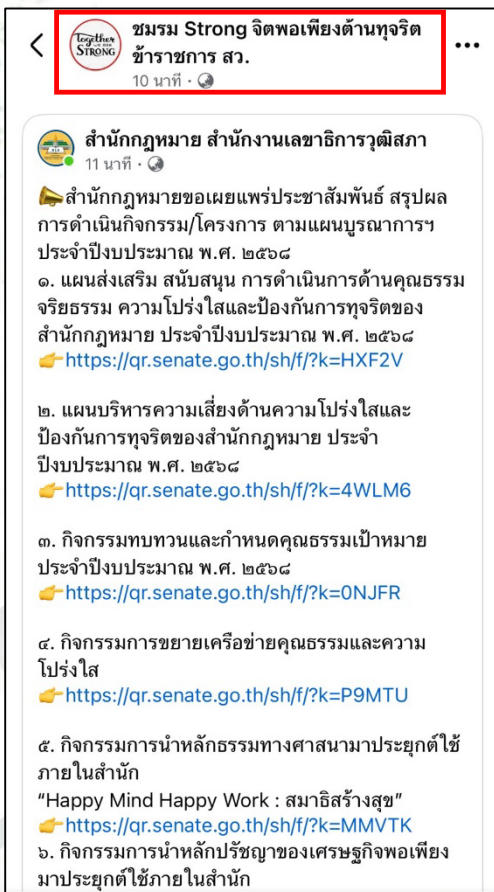 Together
WE ARE
STRONG
ชมรม Strong จิตพอเพียงต้านทุจริต
ข้าราชการ สว.
10 นาที ·
สำนักกฎหมาย สำนักงานเลขาธิการวุฒิสภา
11 นาที ·
สำนักกฎหมายขอเผยแพร่ประชาสัมพันธ์ สรุปผล
การดำเนินกิจกรรม/โครงการ ตามแผนบูรณาการฯ
ประจำปีงบประมาณ พ.ศ. ๒๕๖๘
๑. แผนส่งเสริม สนับสนุน การดำเนินการด้านคุณธรรม
จริยธรรม ความโปร่งใสและป้องกันการทุจริตของ
สำนักกฎหมาย ประจำปีงบประมาณ พ.ศ. ๒๕๖๘
👉https://qr.senate.go.th/sh/f/?k=HXF2V
๒. แผนบริหารความเสี่ยงด้านความโปร่งใสและ
ป้องกันการทุจริตของสำนักกฎหมาย ประจำ
ปีงบประมาณ พ.ศ. ๒๕๖๘
👉https://qr.senate.go.th/sh/f/?k=4WLM6
๓. กิจกรรมทบทวนและกำหนดคุณธรรมเป้าหมาย
ประจำปีงบประมาณ พ.ศ. ๒๕๖๘
👉https://qr.senate.go.th/sh/f/?k=0NJFR
๔. กิจกรรมการขยายเครือข่ายคุณธรรมและความ
โปร่งใส
👉https://qr.senate.go.th/sh/f/?k=P9MTU
๕. กิจกรรมการนำหลักธรรมทางศาสนามาประยุกต์ใช้
ภายในสำนัก
“Happy Mind Happy Work : สมาธิสร้างสุข”
👉https://qr.senate.go.th/sh/f/?k=MMVTK
๖. กิจกรรมการนำหลักปรัชญาของเศรษฐกิจพอเพียง
มาประยุกต์ใช้ภายในสำนัก